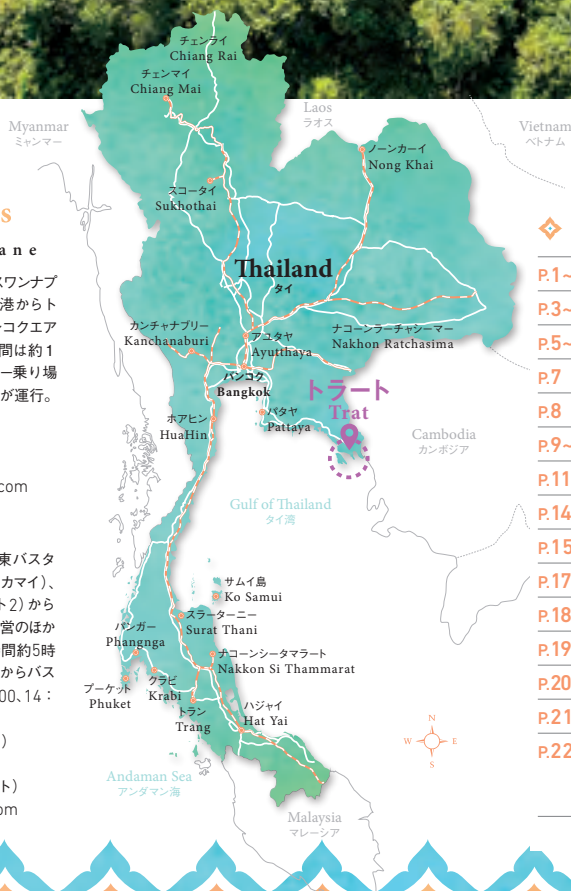 チェンライ
Chiang Rai
チェンマイ
Chiang Mai
Laos
ラオス
Myanmar
ミャンマー
Vietnam
ベトナム
ノーンカーイ
Nong Khai
スコータイ
Sukhothai
s
ane
スワンナプ
港からト
コクエア
間は約1
ー乗り場
が運行。
Thailand
タイ
カンチャナブリー
Kanchanaburi
アユタヤ
Ayutthaya
ナコーンラーチャシーマー
Nakhon Ratchasima
バンコク
Bangkok
トラート
Trat
パタヤ
Pattaya
ホアヒン
HuaHin
Cambodia
カンボジア
com
Gulf of Thailand
タイ湾
東バスタ
カマイ)、
ト2)から
営のほか
間約5時
からバス
00、14:
)
ト)
om
サムイ島
Ko Samui
スラーターニー
Surat Thani
パンガー
Phangnga
ナコーンシータマラート
Nakkon Si Thammarat
プーケット
Phuket
クラビ
Krabi
トラン
Trang
ハジャイ
Hat Yai
N
W
E
S
Andaman Sea
アンダマン海
Malaysia
マレーシア
P.1~
P.3~
P.5~
P.7
P.8
P.9~
P.11
P.14
P.15
P.17
P.18
P.19
P.20
P.21
P.22